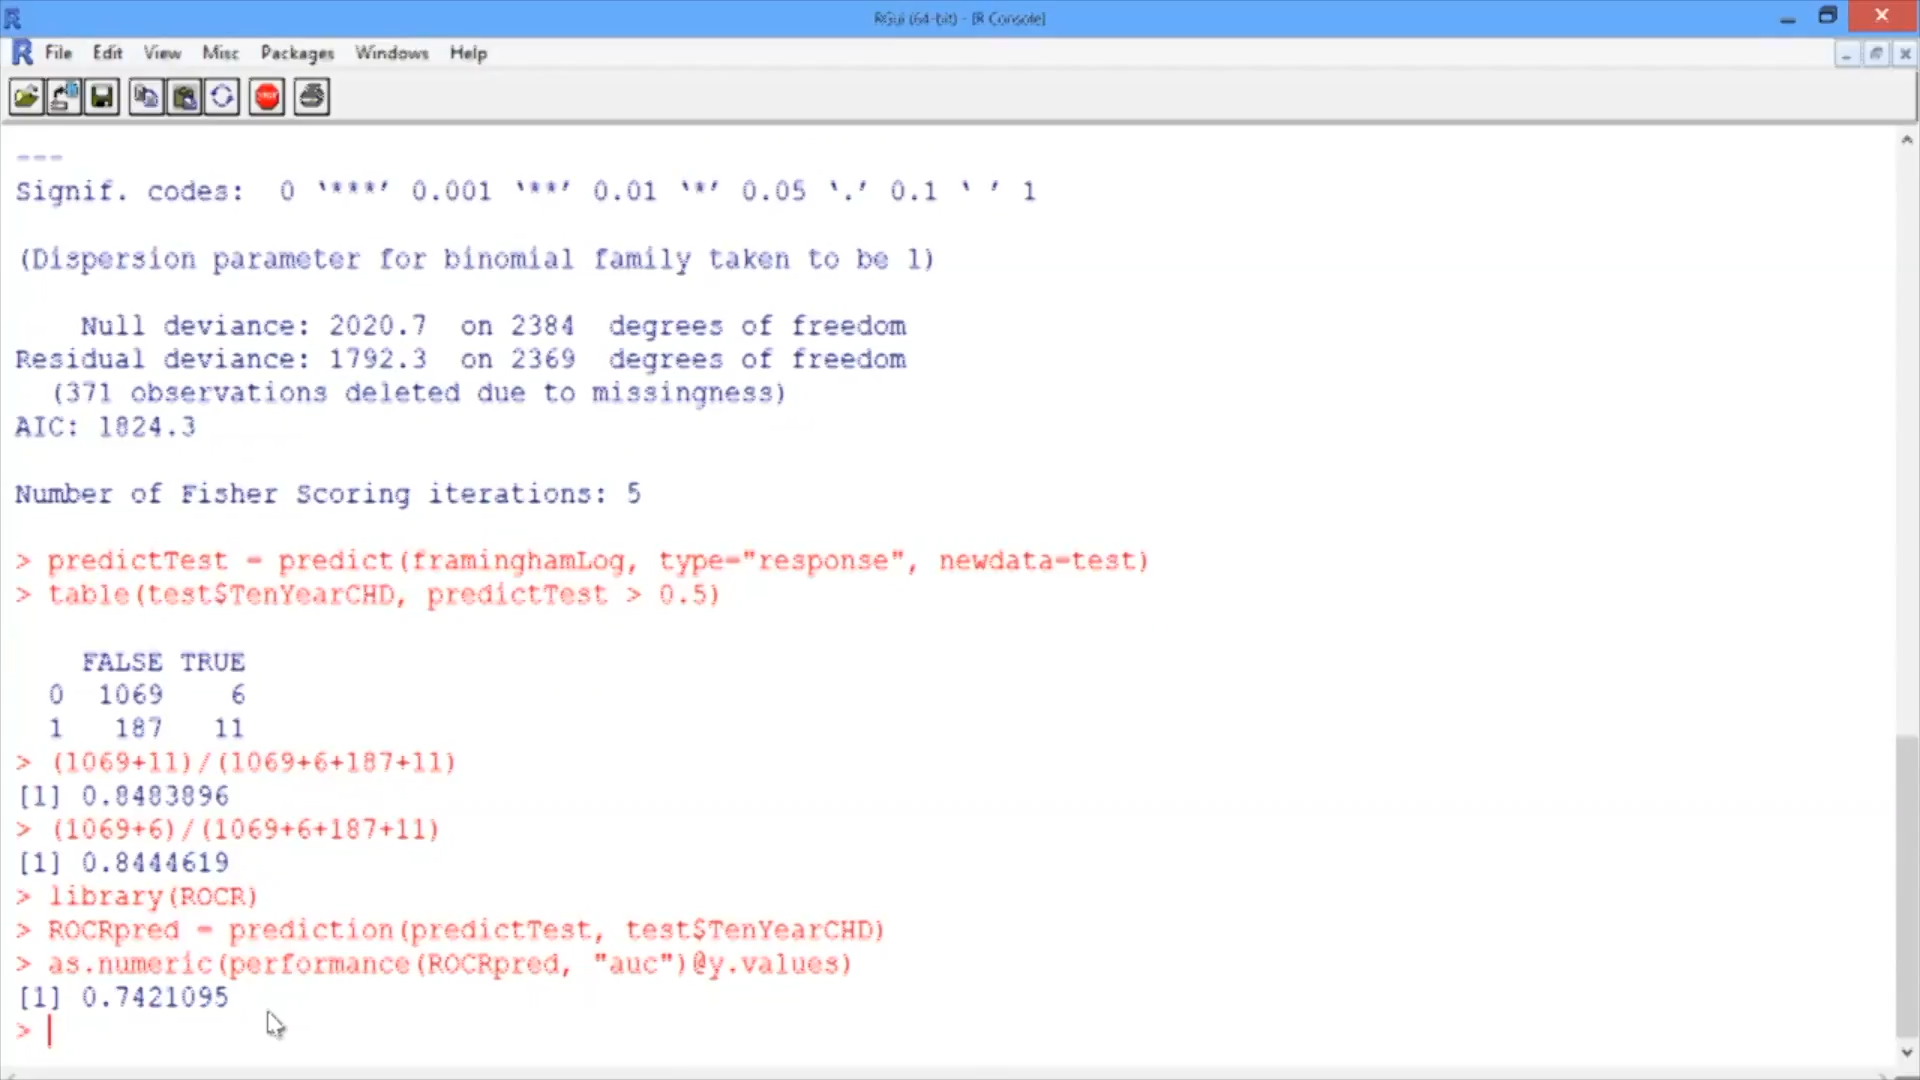 RGui (64-bit) - [R Console]
File Edit View Misc Packages Windows Help
STOP
---
Signif. codes:  0 ‘***’ 0.001 ‘**’ 0.01 ‘*’ 0.05 ‘.’ 0.1 ‘ ’ 1
(Dispersion parameter for binomial family taken to be 1)
Null deviance: 2020.7  on 2384  degrees of freedom
Residual deviance: 1792.3  on 2369  degrees of freedom
(371 observations deleted due to missingness)
AIC: 1824.3
Number of Fisher Scoring iterations: 5
> predictTest = predict(framinghamLog, type="response", newdata=test)
> table(test$TenYearCHD, predictTest > 0.5)
FALSE TRUE
0  1069    6
1   187   11
> (1069+11)/(1069+6+187+11)
[1] 0.8483896
> (1069+6)/(1069+6+187+11)
[1] 0.8444619
> library(ROCR)
> ROCRpred = prediction(predictTest, test$TenYearCHD)
> as.numeric(performance(ROCRpred, "auc")@y.values)
[1] 0.7421095
>